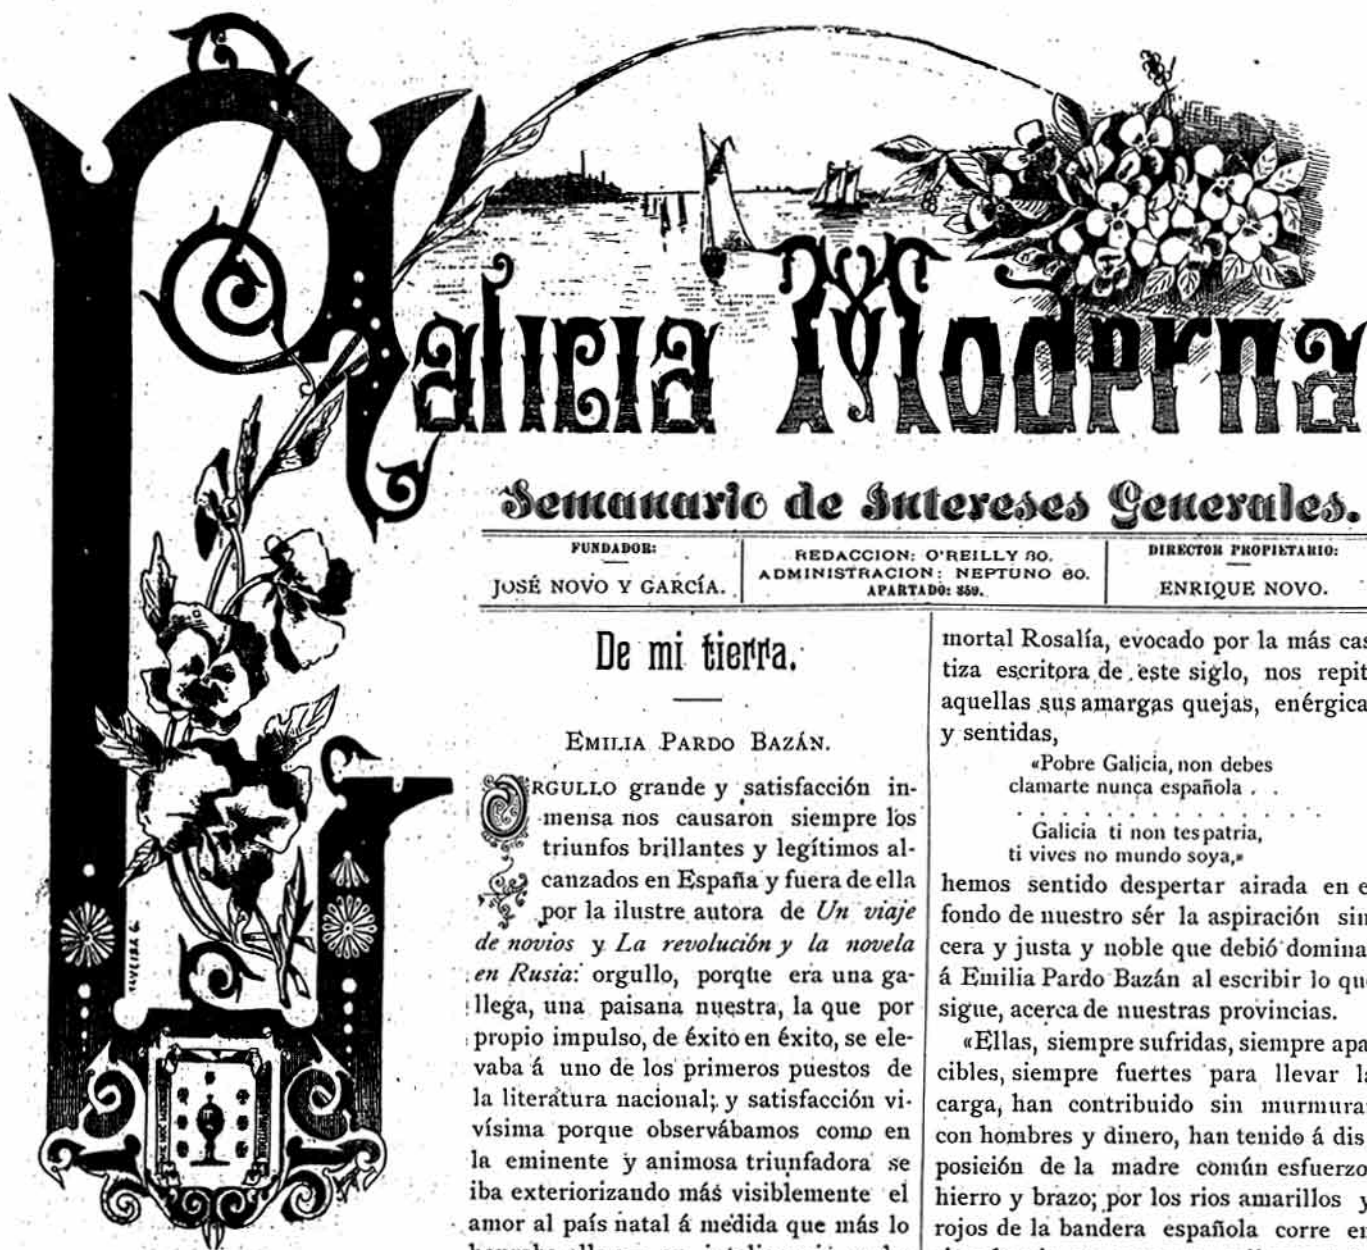 Galicia Moderna
Semanario de Intereses Generales.
FUNDADOR:
JOSÉ NOVO Y GARCÍA.
REDACCION: O'REILLY 80.
ADMINISTRACION: NEPTUNO 60.
APARTADO: 859.
DIRECTOR PROPIETARIO:
ENRIQUE NOVO.
De mi tierra.
EMILIA PARDO BAZÁN.
ORGULLO grande y satisfacción in-
mensa nos causaron siempre los
triunfos brillantes y legítimos al-
canzados en España y fuera de ella
por la ilustre autora de Un viaje
de novios y La revolución y la novela
en Rusia: orgullo, porque era una ga-
llega, una paisana nuestra, la que por
propio impulso, de éxito en éxito, se ele-
vaba á uno de los primeros puestos de
la literatura nacional; y satisfacción vi-
vísima porque observábamos como en
la eminente y animosa triunfadora se
iba exteriorizando más visiblemente el
amor al país natal á medida que más lo
mortal Rosalía, evocado por la más cas
tiza escritora de este siglo, nos repit
aquellas sus amargas quejas, enérgica
y sentidas,
«Pobre Galicia, non debes
clamarte nunca española . .
. . . . . . . . . . . . . . .
Galicia ti non tes patria,
ti vives no mundo soya,»
hemos sentido despertar airada en e
fondo de nuestro sér la aspiración sin
cera y justa y noble que debió domina
á Emilia Pardo Bazán al escribir lo qu
sigue, acerca de nuestras provincias.
«Ellas, siempre sufridas, siempre apa
cibles, siempre fuertes para llevar la
carga, han contribuido sin murmura
con hombres y dinero, han tenido á dis
posición de la madre común esfuerzo
hierro y brazo; por los rios amarillos y
rojos de la bandera española corre en